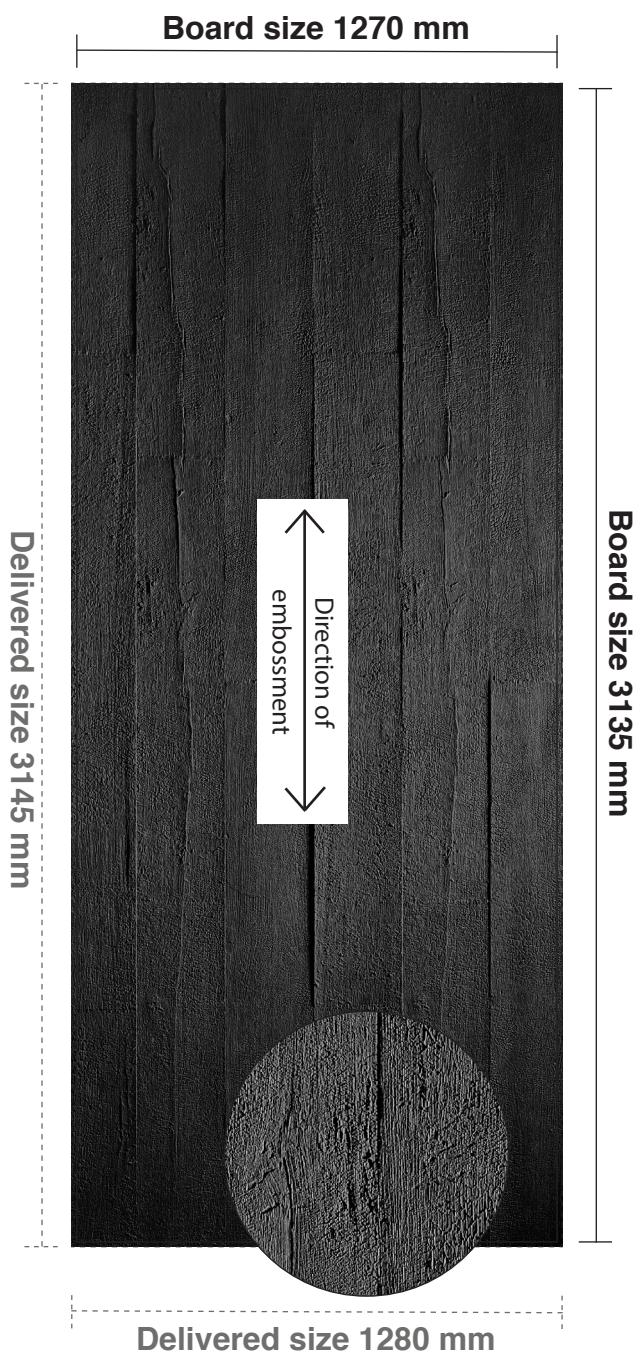 Board size 1270 mm
Delivered size 3145 mm
Direction of
embossment
Board size 3135 mm
Delivered size 1280 mm